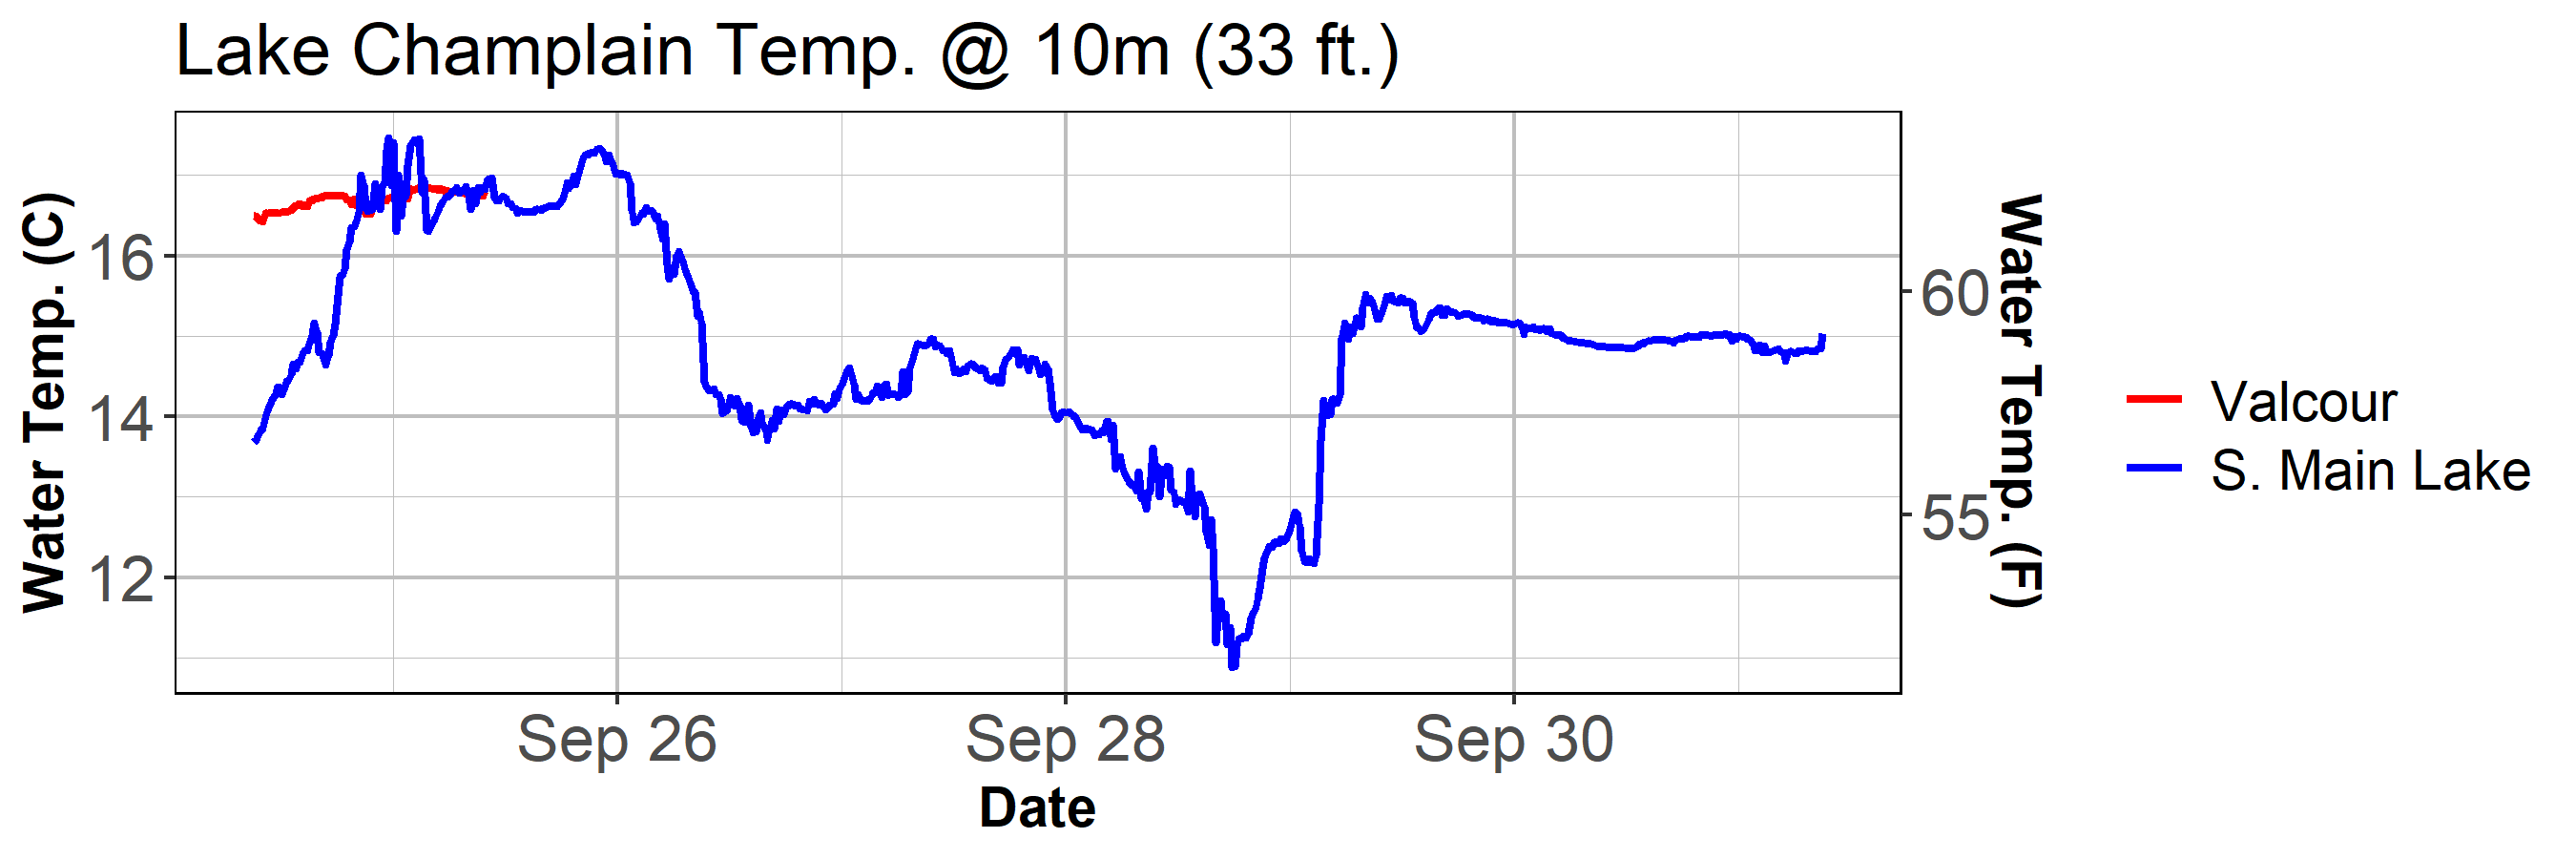 Lake Champlain Temp. @ 10m (33 ft.)
Water Temp. (C)
16
14
12
60
55
Water Temp. (F)
Sep 26
Sep 28
Sep 30
Date
Valcour
S. Main Lake